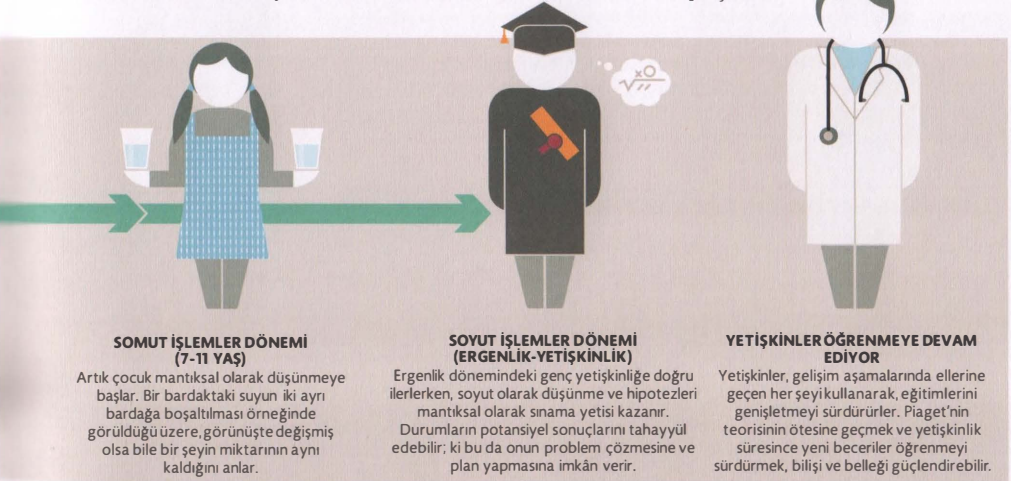 SOMUT İŞLEMLER DÖNEMİ
(7-11 YAŞ)
Artık çocuk mantıksal olarak düşünmeye
başlar. Bir bardaktaki suyun iki ayrı
bardağa boşaltılması örneğinde
görüldüğü üzere, görünüşte değişmiş
olsa bile bir şeyin miktarının aynı
kaldığını anlar.
SOYUT İŞLEMLER DÖNEMİ
(ERGENLİK-YETİŞKİNLİK)
Ergenlik dönemindeki genç yetişkinliğe doğru
ilerlerken, soyut olarak düşünme ve hipotezleri
mantıksal olarak sınama yetisi kazanır.
Durumların potansiyel sonuçlarını tahayyül
edebilir; ki bu da onun problem çözmesine ve
plan yapmasına imkân verir.
YETİŞKİNLER ÖĞRENMEYE DEVAM
EDİYOR
Yetişkinler, gelişim aşamalarında ellerine
geçen her şeyi kullanarak, eğitimlerini
genişletmeyi sürdürürler. Piaget'nin
teorisinin ötesine geçmek ve yetişkinlik
süresince yeni beceriler öğrenmeyi
sürdürmek, bilişi ve belleği güçlendirebilir.